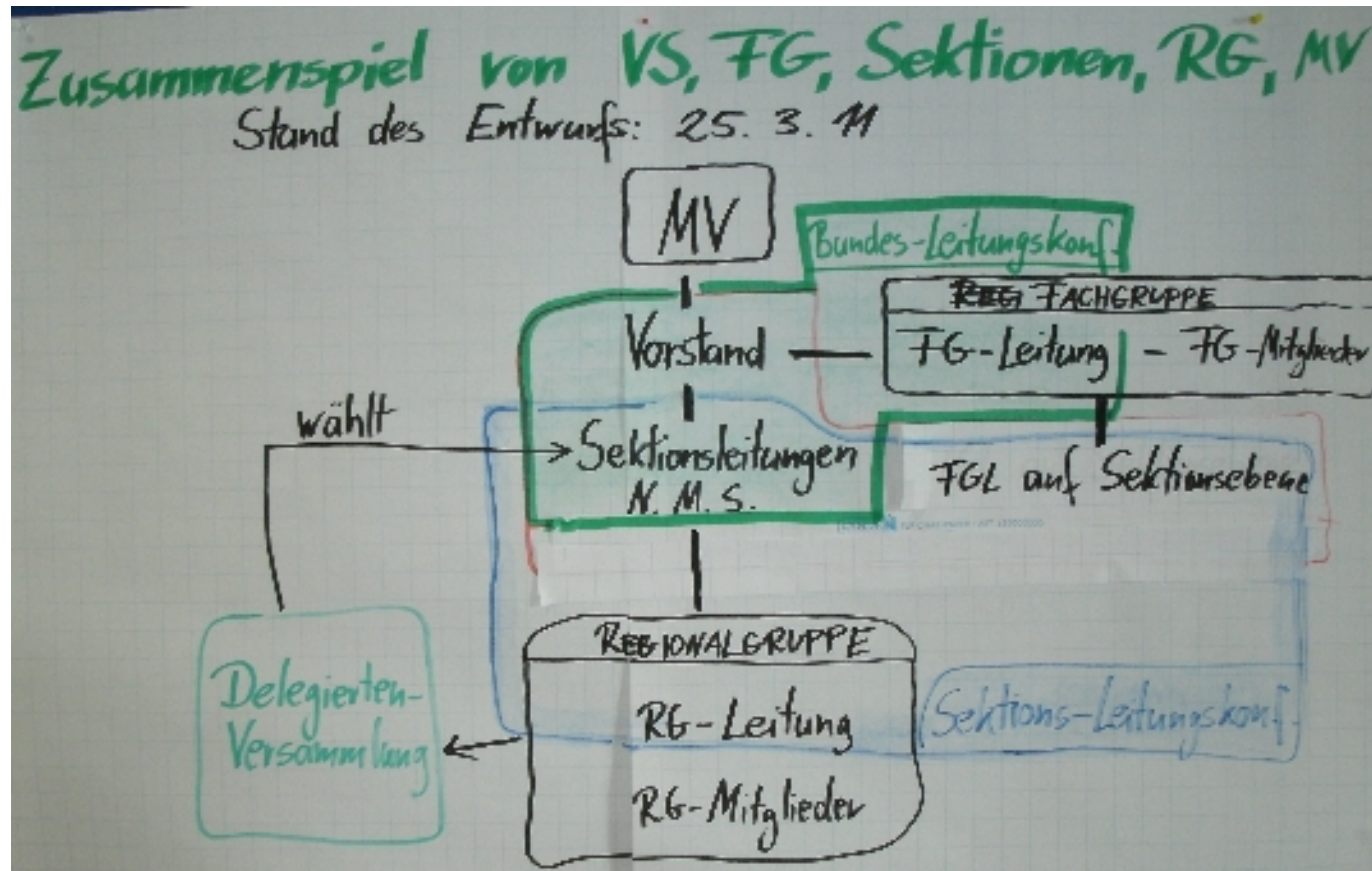 Zusammenspiel von VS, FG, Sektionen, RG, MV
Stand des Entwurfs: 25. 3. 11
MV
Bundes-Leitungskonf.
FACHGRUPPE
Vorstand
FG-Leitung - FG-Mitglieder
wählt
Sektionsleitungen
N. M. S.
FGL auf Sektionsebene
REGIONALGRUPPE
Delegierten-
Versammlung
RG-Leitung
Sektions-Leitungskonf.
RG-Mitglieder